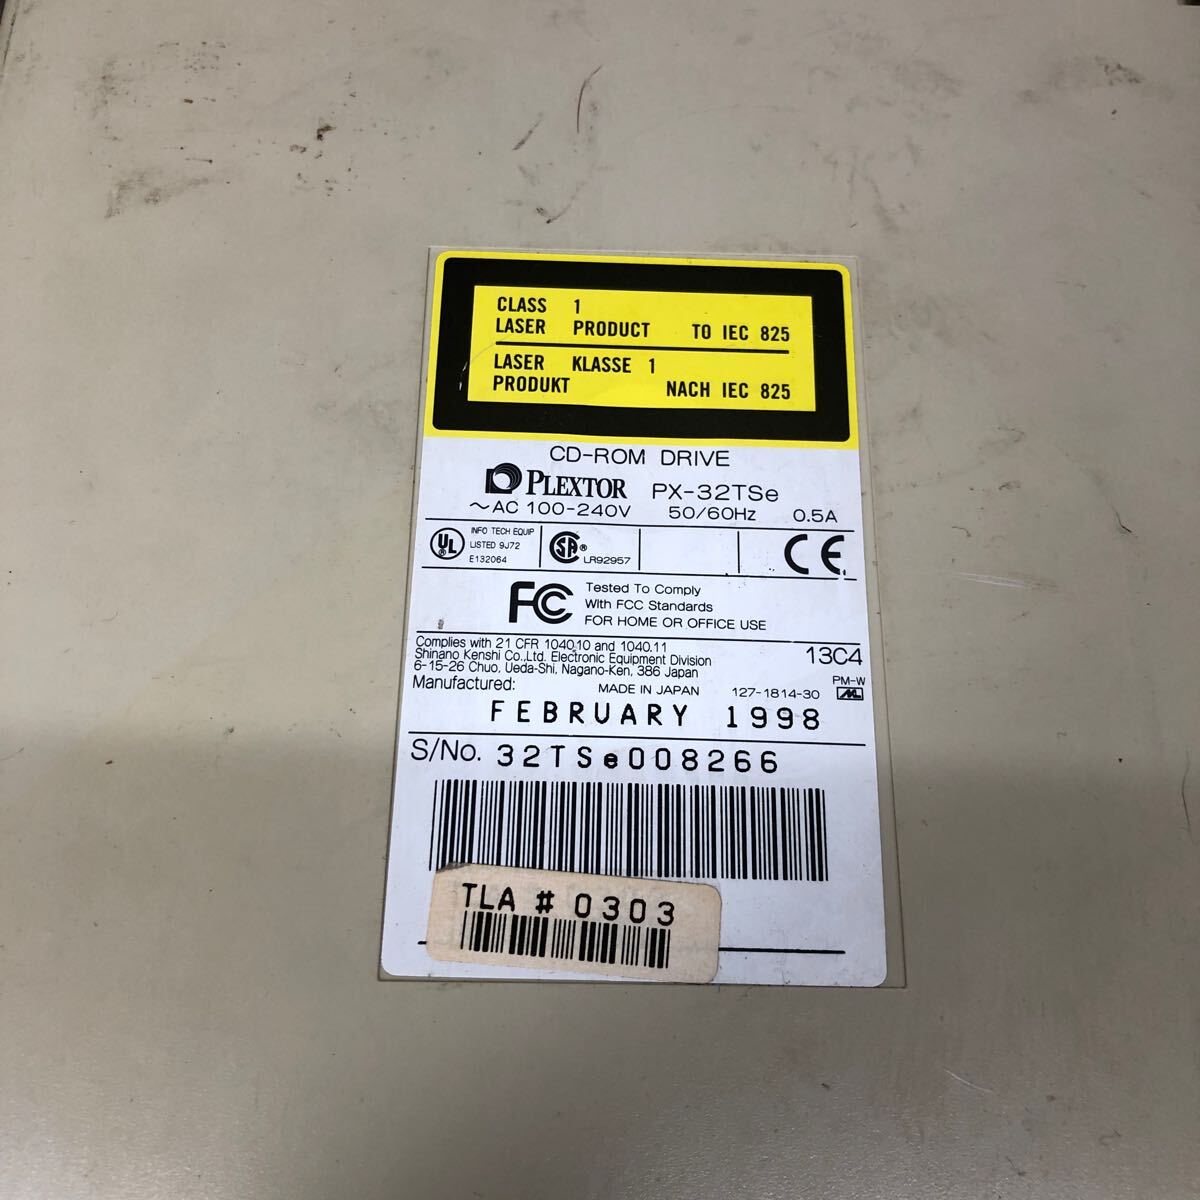 CLASS 1
LASER PRODUCT TO IEC 825
LASER KLASSE 1
PRODUKT NACH IEC 825
CD-ROM DRIVE
PLEXTOR PX-32TSe
~AC 100-240V 50/60Hz 0.5A
UL ® INFO TECH EQUIP
LISTED 9J72
E132064
SA ® LR92957
CE
FC Tested To Comply
With FCC Standards
FOR HOME OR OFFICE USE
Complies with 21 CFR 1040.10 and 1040.11
Shinano Kenshi Co.,Ltd. Electronic Equipment Division
6-15-26 Chuo, Ueda-Shi, Nagano-Ken, 386 Japan
13C4
Manufactured: MADE IN JAPAN 127-1814-30 PM-W
FEBRUARY 1998
S/No. 32TSe008266
TLA # 0303